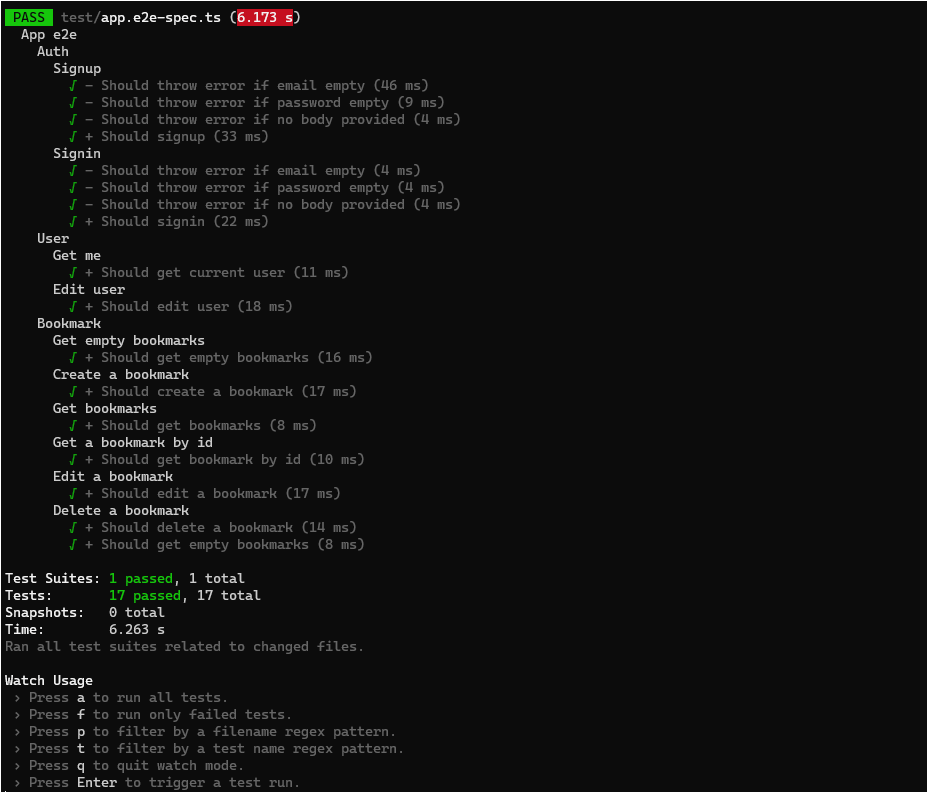 PASS test/app.e2e-spec.ts (6.173 s)
App e2e
Auth
Signup
√ - Should throw error if email empty (46 ms)
√ - Should throw error if password empty (9 ms)
√ - Should throw error if no body provided (4 ms)
√ + Should signup (33 ms)
Signin
√ - Should throw error if email empty (4 ms)
√ - Should throw error if password empty (4 ms)
√ - Should throw error if no body provided (4 ms)
√ + Should signin (22 ms)
User
Get me
√ + Should get current user (11 ms)
Edit user
√ + Should edit user (18 ms)
Bookmark
Get empty bookmarks
√ + Should get empty bookmarks (16 ms)
Create a bookmark
√ + Should create a bookmark (17 ms)
Get bookmarks
√ + Should get bookmarks (8 ms)
Get a bookmark by id
√ + Should get bookmark by id (10 ms)
Edit a bookmark
√ + Should edit a bookmark (17 ms)
Delete a bookmark
√ + Should delete a bookmark (14 ms)
√ + Should get empty bookmarks (8 ms)
Test Suites: 1 passed, 1 total
Tests: 17 passed, 17 total
Snapshots: 0 total
Time: 6.263 s
Ran all test suites related to changed files.
Watch Usage
› Press a to run all tests.
› Press f to run only failed tests.
› Press p to filter by a filename regex pattern.
› Press t to filter by a test name regex pattern.
› Press q to quit watch mode.
› Press Enter to trigger a test run.